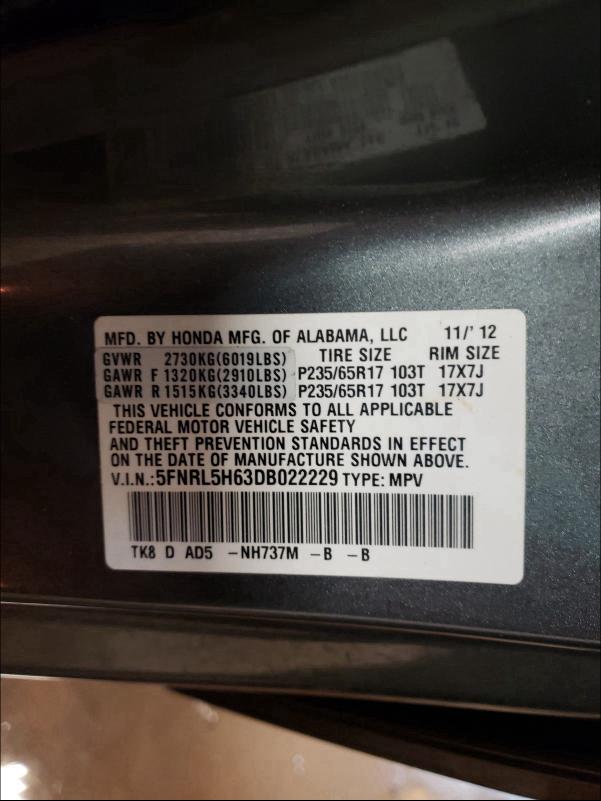 MFD. BY HONDA MFG. OF ALABAMA, LLC 11/' 12
GVWR 2730KG(6019LBS) TIRE SIZE RIM SIZE
GAWR F 1320KG(2910LBS) P235/65R17 103T 17X7J
GAWR R 1515KG(3340LBS) P235/65R17 103T 17X7J
THIS VEHICLE CONFORMS TO ALL APPLICABLE
FEDERAL MOTOR VEHICLE SAFETY
AND THEFT PREVENTION STANDARDS IN EFFECT
ON THE DATE OF MANUFACTURE SHOWN ABOVE.
V.I.N.:5FNRL5H63DB022229 TYPE: MPV
TK8 D AD5 -NH737M -B -B